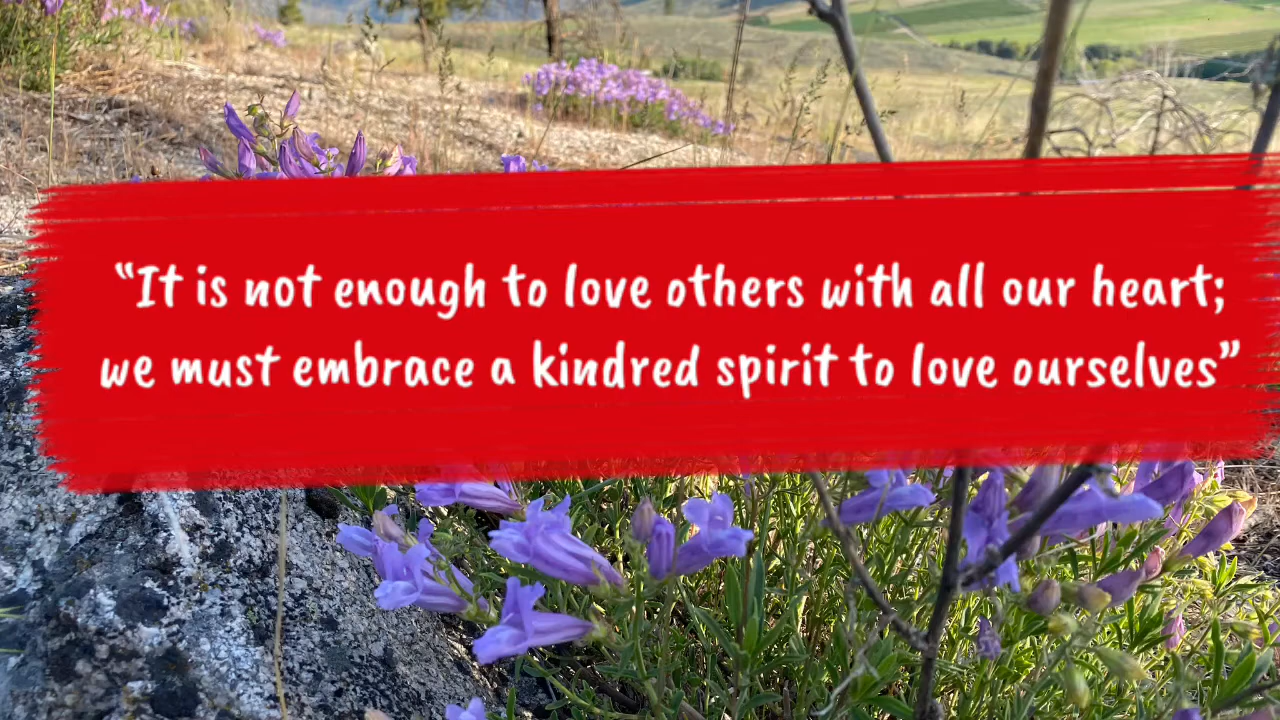 “It is not enough to love others with all our heart;
we must embrace a kindred spirit to love ourselves”